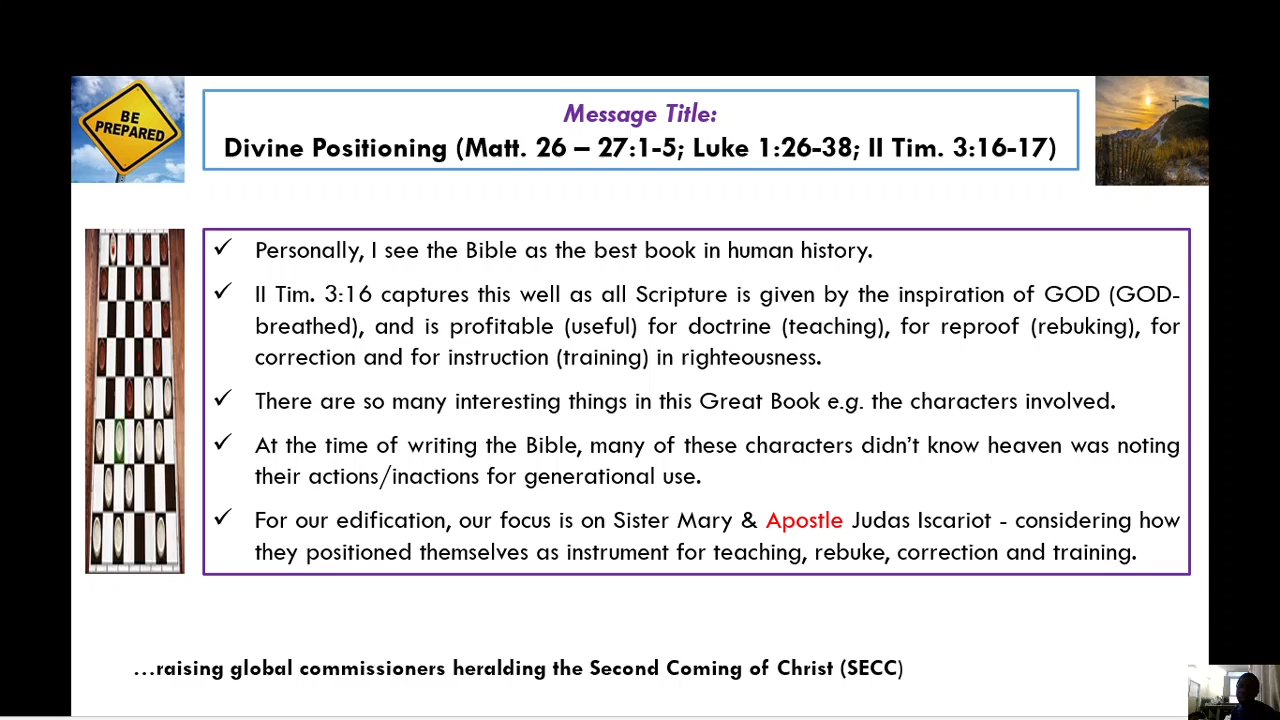 BE
PREPARED
Message Title:
Divine Positioning (Matt. 26 – 27:1-5; Luke 1:26-38; II Tim. 3:16-17)
✓ Personally, I see the Bible as the best book in human history.
✓ II Tim. 3:16 captures this well as all Scripture is given by the inspiration of GOD (GOD-
breathed), and is profitable (useful) for doctrine (teaching), for reproof (rebuking), for
correction and for instruction (training) in righteousness.
✓ There are so many interesting things in this Great Book e.g. the characters involved.
✓ At the time of writing the Bible, many of these characters didn’t know heaven was noting
their actions/inactions for generational use.
✓ For our edification, our focus is on Sister Mary & Apostle Judas Iscariot - considering how
they positioned themselves as instrument for teaching, rebuke, correction and training.
…raising global commissioners heralding the Second Coming of Christ (SECC)